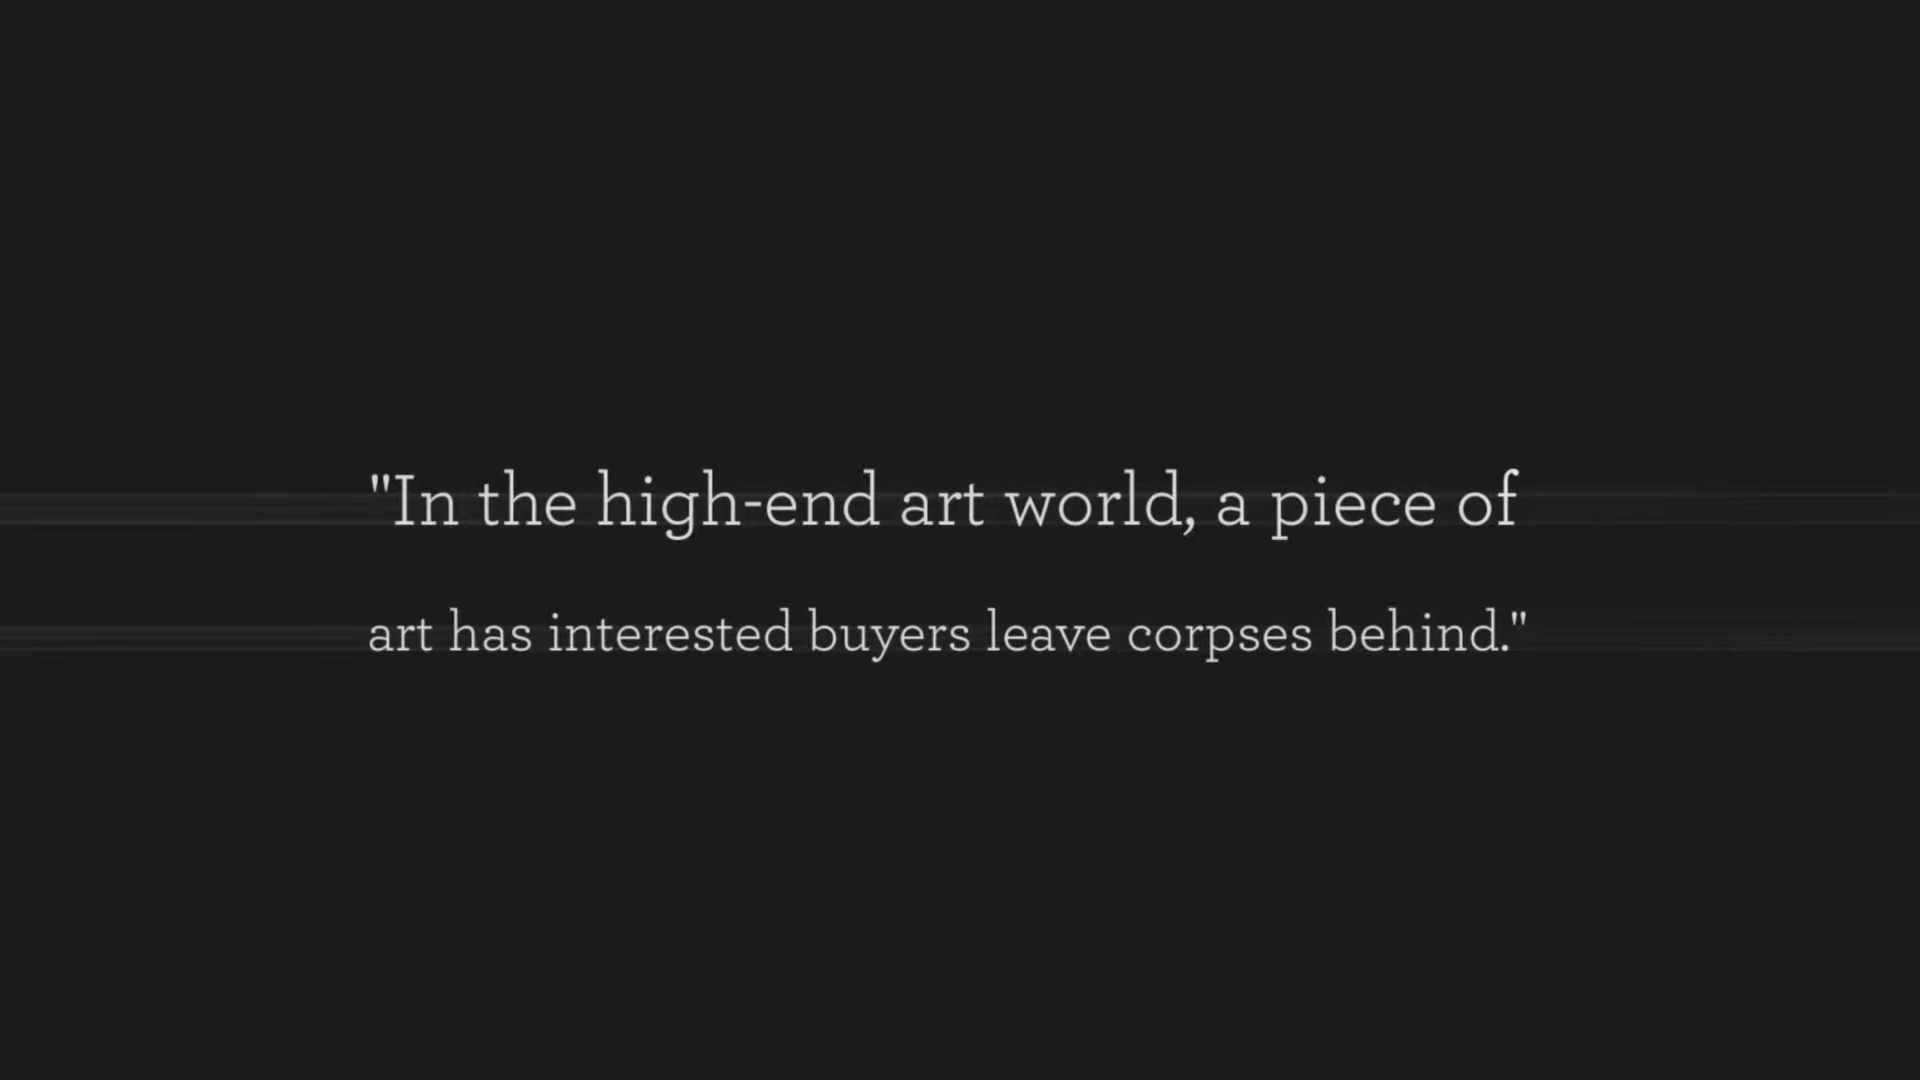 "In the high-end art world, a piece of
art has interested buyers leave corpses behind."